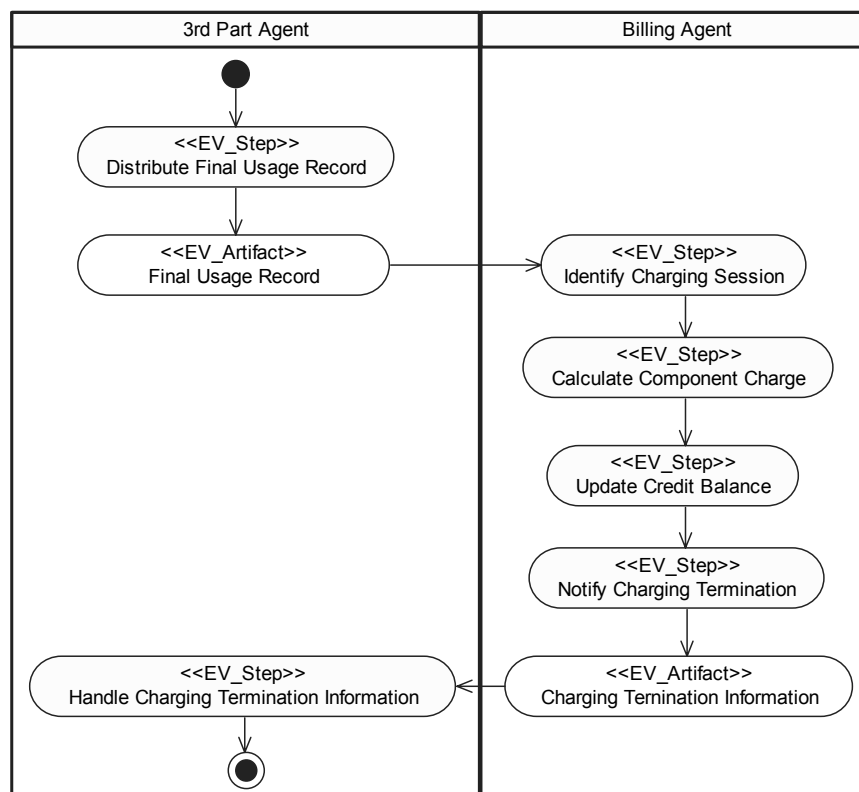 3rd Part Agent
Billing Agent
<<EV_Step>>
Distribute Final Usage Record
<<EV_Artifact>>
Final Usage Record
<<EV_Step>>
Identify Charging Session
<<EV_Step>>
Calculate Component Charge
<<EV_Step>>
Update Credit Balance
<<EV_Step>>
Notify Charging Termination
<<EV_Artifact>>
Charging Ternination Information
<<EV_Step>>
Handle Charging Termination Information